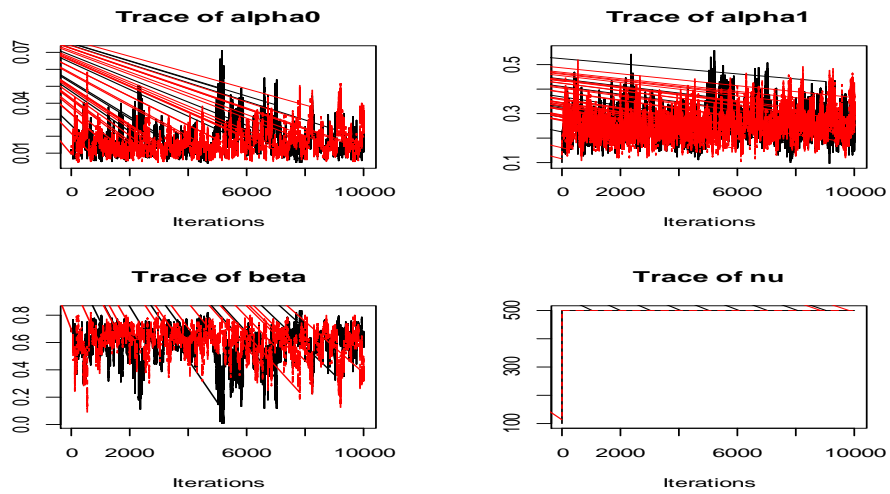 Trace of alpha0
Trace of alpha1
0.07
0.04
0.01
0 2000 6000 10000
Iterations
0.5
0.3
0.1
0 2000 6000 10000
Iterations
Trace of beta
Trace of nu
0.8
0.6
0.4
0.2
0.0
0 2000 6000 10000
Iterations
500
300
100
0 2000 6000 10000
Iterations